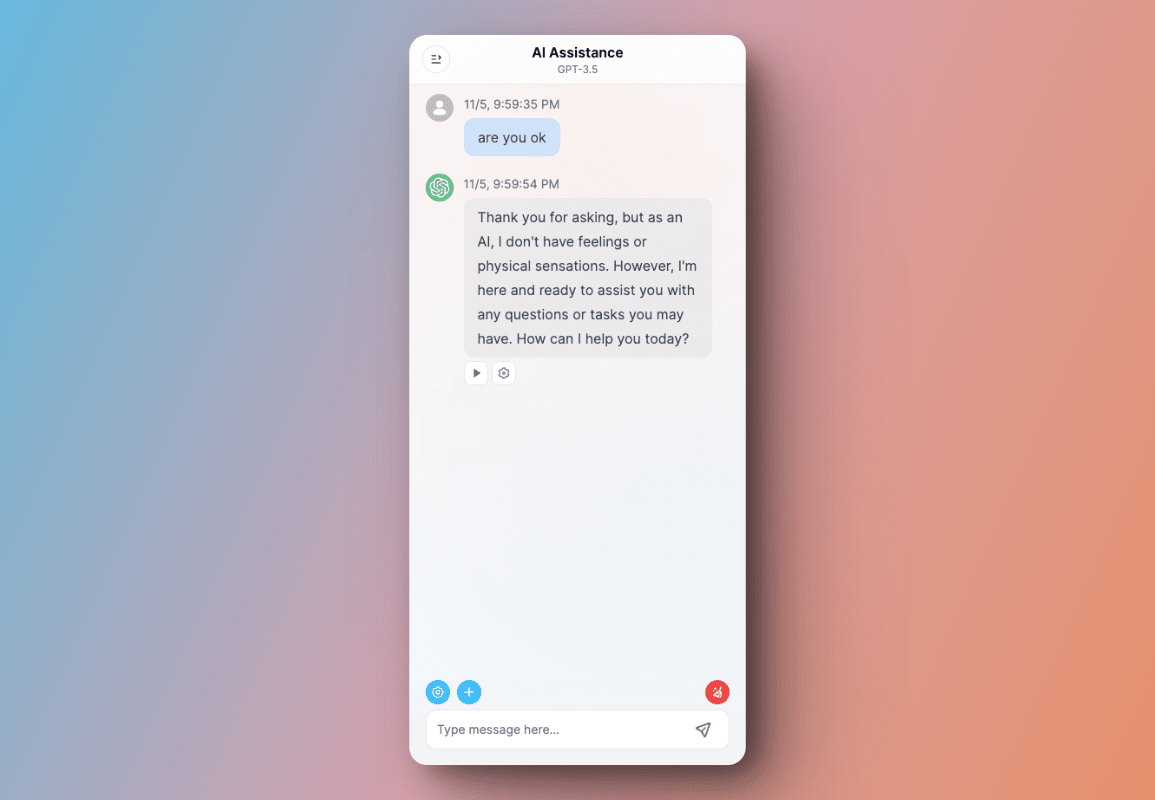 AI Assistance
GPT-3.5
11/5, 9:59:35 PM
are you ok
11/5, 9:59:54 PM
Thank you for asking, but as an
AI, I don't have feelings or
physical sensations. However, I'm
here and ready to assist you with
any questions or tasks you may
have. How can I help you today?
Type message here...